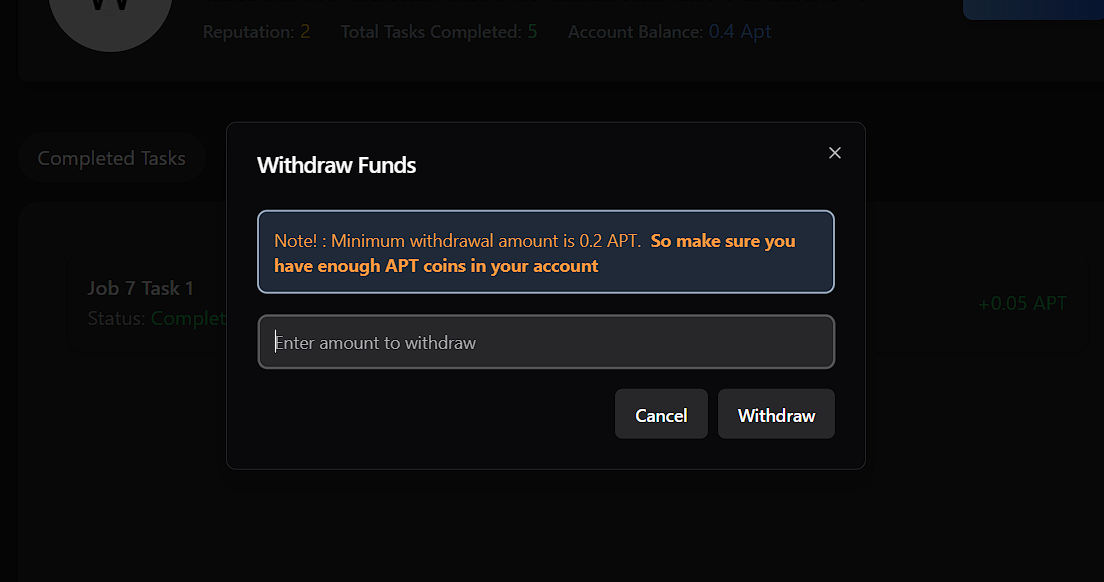 W
Reputation: 2 Total Tasks Completed: 5 Account Balance: 0.4 Apt
Completed Tasks
Withdraw Funds
Note! : Minimum withdrawal amount is 0.2 APT. So make sure you
have enough APT coins in your account
Job 7 Task 1
Status: Complet
+0.05 APT
Enter amount to withdraw
Cancel Withdraw